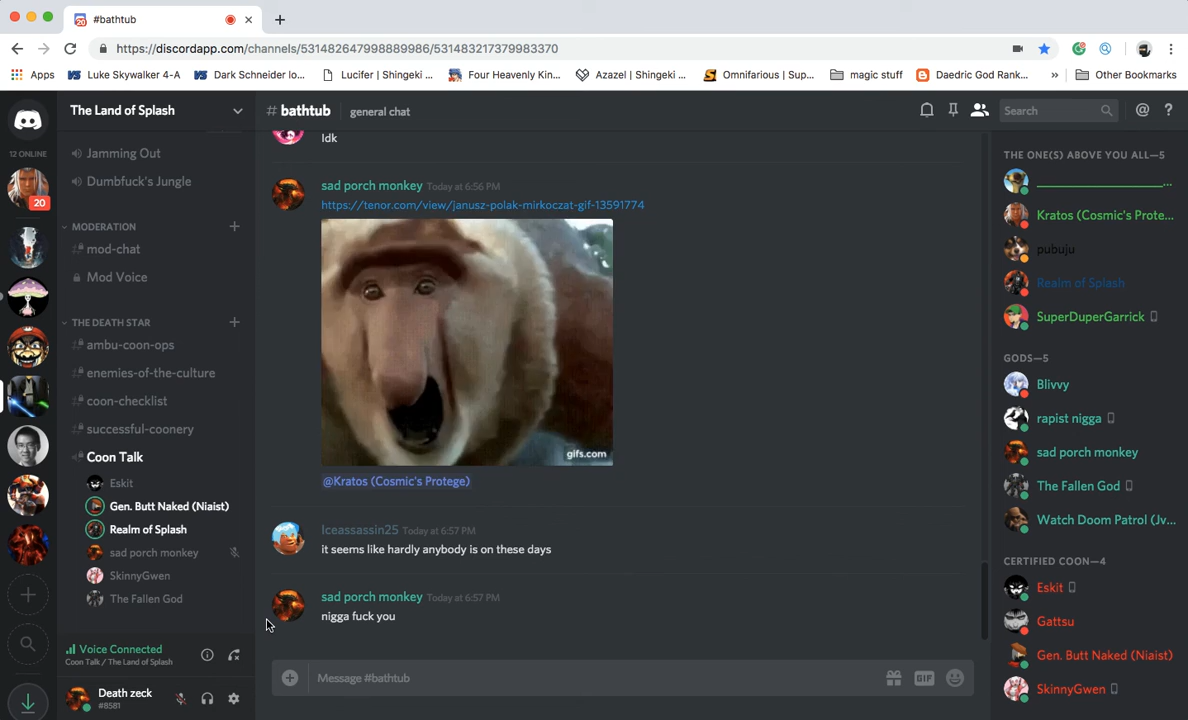 #bathtub
https://discordapp.com/channels/531482647998889986/531483217379983370
Apps
Luke Skywalker 4-A
Dark Schneider lo...
Lucifer | Shingeki ...
Four Heavenly Kin...
Azazel | Shingeki ...
Omnifarious | Sup...
magic stuff
Daedric God Rank...
»
Other Bookmarks
12 ONLINE
20
The Land of Splash
Jamming Out
Dumbfuck's Jungle
MODERATION
mod-chat
Mod Voice
THE DEATH STAR
ambu-coon-ops
enemies-of-the-culture
coon-checklist
successful-coonery
Coon Talk
Eskit
Gen. Butt Naked (Niaist)
Realm of Splash
sad porch monkey
SkinnyGwen
The Fallen God
Voice Connected
Coon Talk / The Land of Splash
Death zeck
#8581
# bathtub general chat
Search
Idk
sad porch monkey Today at 6:56 PM
https://tenor.com/view/janusz-polak-mirkoczat-gif-13591774
gifs.com
@Kratos (Cosmic's Protege)
Iceassassin25 Today at 6:57 PM
it seems like hardly anybody is on these days
sad porch monkey Today at 6:57 PM
nigga fuck you
Message #bathtub
GIF
THE ONE(S) ABOVE YOU ALL—5
Kratos (Cosmic's Prote...
pubuju
Realm of Splash
SuperDuperGarrick
GODS—5
Blivvy
rapist nigga
sad porch monkey
The Fallen God
Watch Doom Patrol (Jv...
CERTIFIED COON—4
Eskit
Gattsu
Gen. Butt Naked (Niaist)
SkinnyGwen